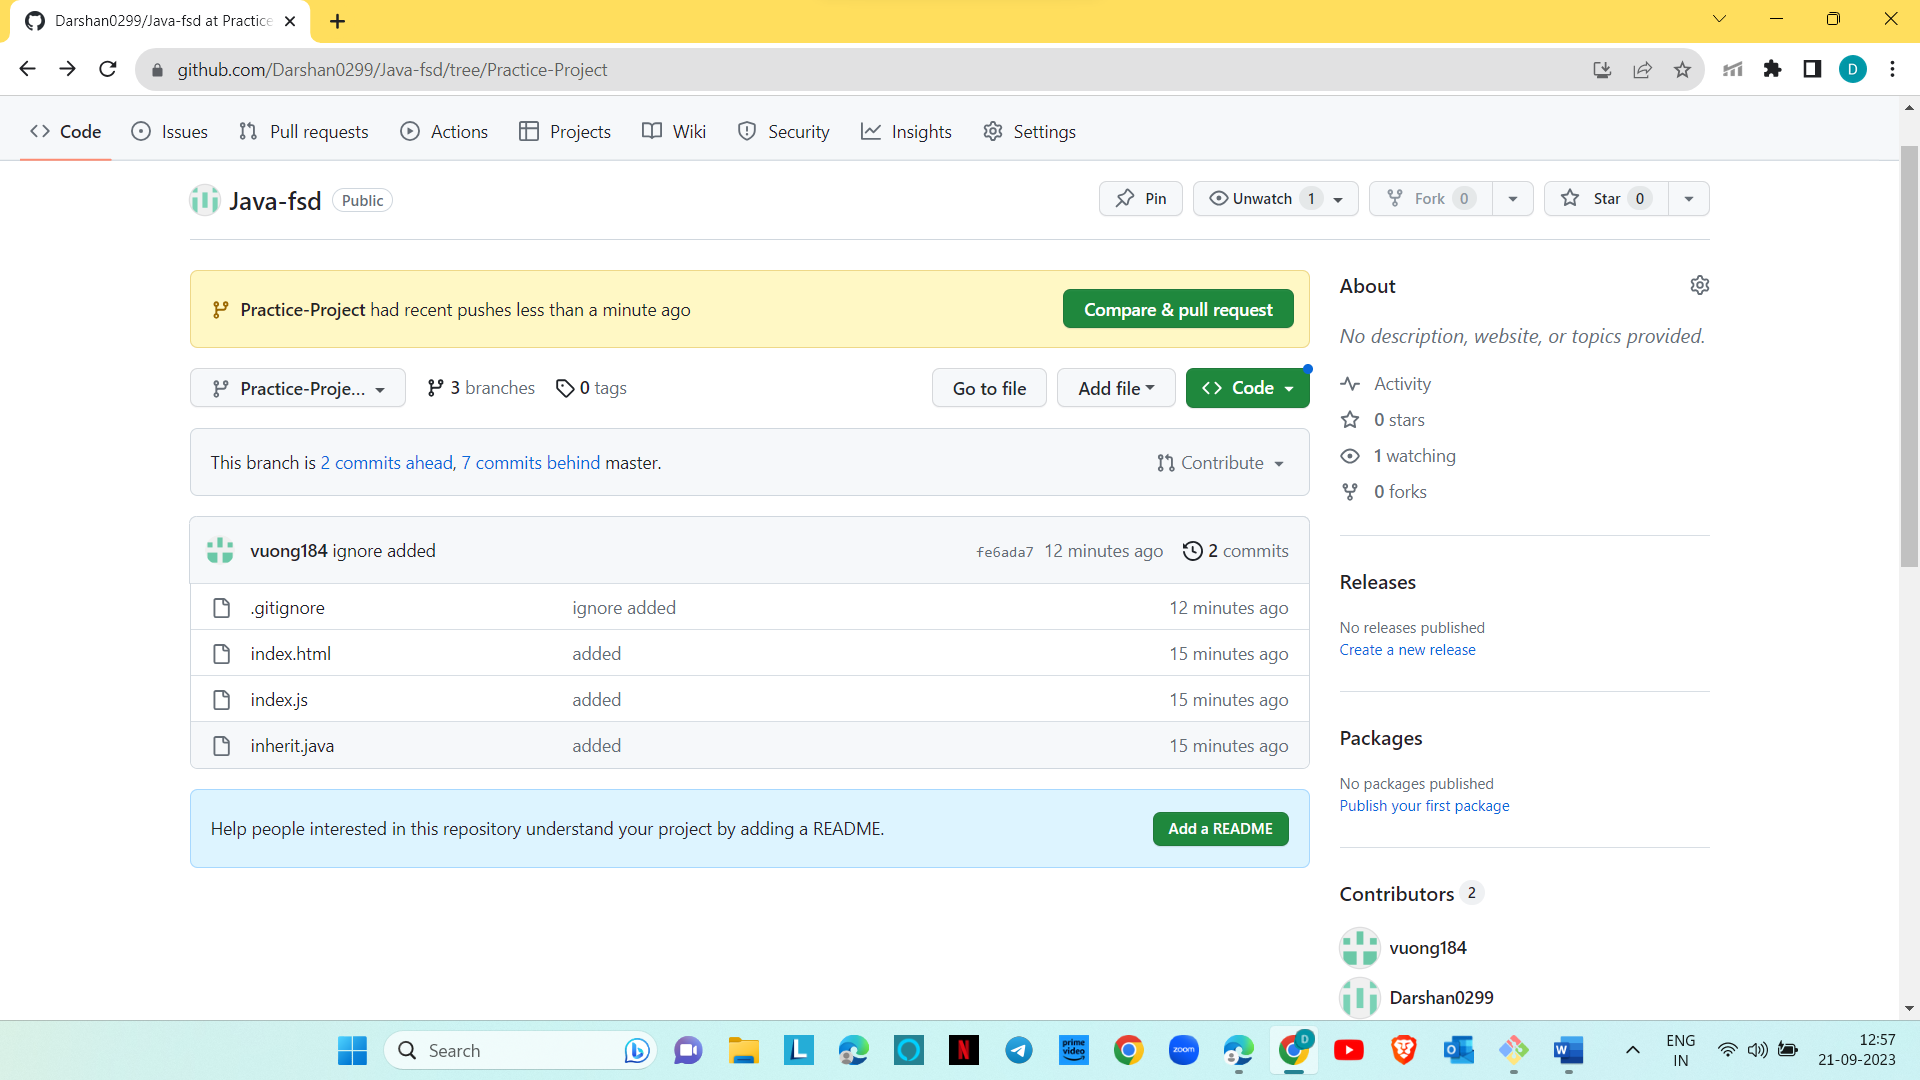 Darshan0299/Java-fsd at Practice
github.com/Darshan0299/Java-fsd/tree/Practice-Project
D
Code Issues Pull requests Actions Projects Wiki Security Insights Settings
Java-fsd Public
Pin Unwatch 1 Fork 0 Star 0
Practice-Project had recent pushes less than a minute ago
Compare & pull request
Practice-Proje... 3 branches 0 tags Go to file Add file Code
This branch is 2 commits ahead, 7 commits behind master.
Contribute
vuong184 ignore added fe6ada7 12 minutes ago 2 commits
.gitignore ignore added 12 minutes ago
index.html added 15 minutes ago
index.js added 15 minutes ago
inherit.java added 15 minutes ago
Help people interested in this repository understand your project by adding a README.
Add a README
About
No description, website, or topics provided.
Activity
0 stars
1 watching
0 forks
Releases
No releases published
Create a new release
Packages
No packages published
Publish your first package
Contributors 2
vuong184
Darshan0299
Search
L
N
prime video
zoom
D
W
ENG
IN
12:57
21-09-2023